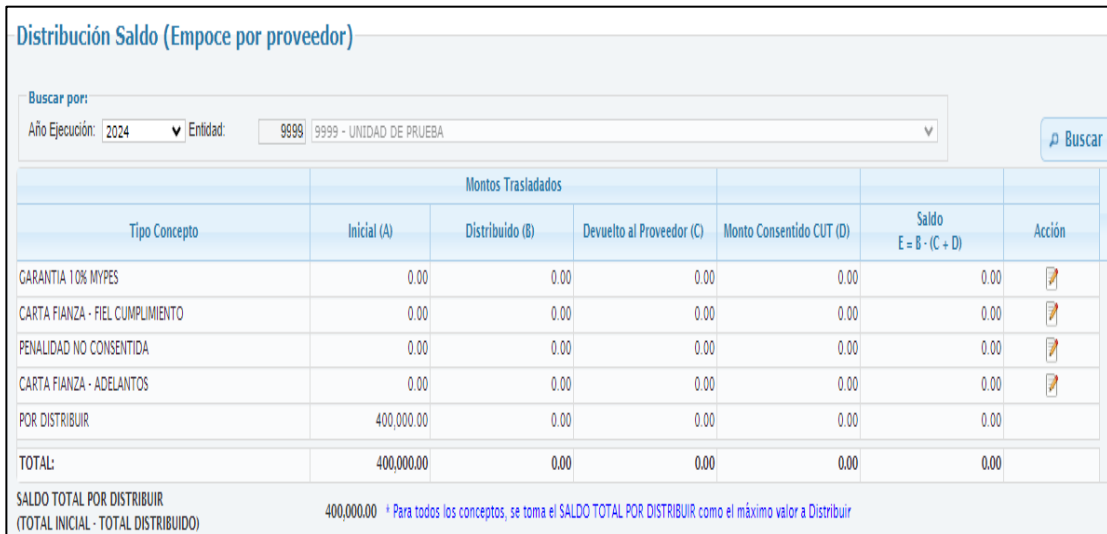 Distribución Saldo (Empoce por proveedor)
Buscar por:
Año Ejecución: 2024 Entidad: 9999 9999 - UNIDAD DE PRUEBA
Buscar
Montos Trasladados
Tipo Concepto Inicial (A) Distribuido (B) Devuelto al Proveedor (C) Monto Consentido CUT (D) Saldo E = B - (C + D) Acción
GARANTIA 10% MYPES 0.00 0.00 0.00 0.00 0.00
CARTA FIANZA - FIEL CUMPLIMIENTO 0.00 0.00 0.00 0.00 0.00
PENALIDAD NO CONSENTIDA 0.00 0.00 0.00 0.00 0.00
CARTA FIANZA - ADELANTOS 0.00 0.00 0.00 0.00 0.00
POR DISTRIBUIR 400,000.00 0.00 0.00 0.00 0.00
TOTAL: 400,000.00 0.00 0.00 0.00 0.00
SALDO TOTAL POR DISTRIBUIR
(TOTAL INICIAL - TOTAL DISTRIBUIDO) 400,000.00 * Para todos los conceptos, se toma el SALDO TOTAL POR DISTRIBUIR como el máximo valor a Distribuir